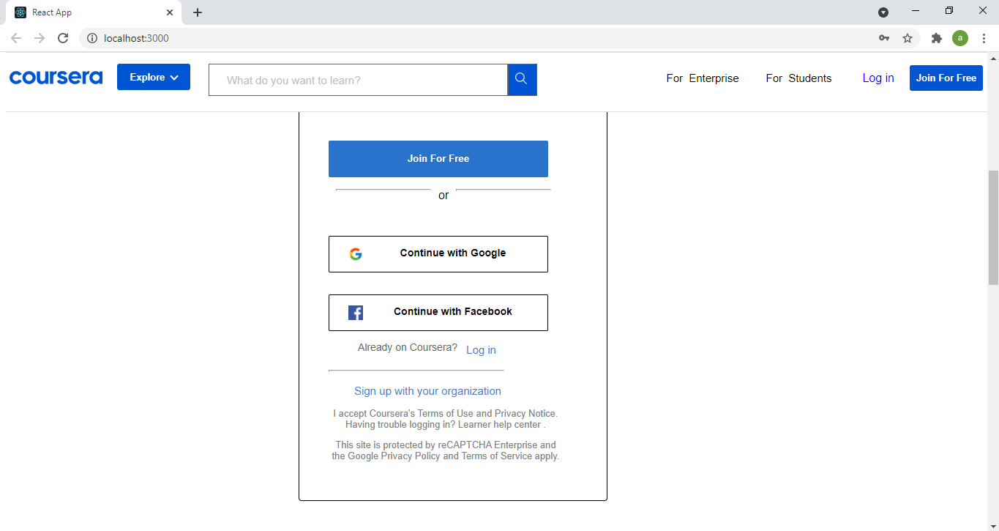 React App
localhost:3000
a
coursera
Explore
What do you want to learn?
For Enterprise
For Students
Log in
Join For Free
Join For Free
or
Continue with Google
Continue with Facebook
Already on Coursera? Log in
Sign up with your organization
I accept Coursera's Terms of Use and Privacy Notice.
Having trouble logging in? Learner help center .
This site is protected by reCAPTCHA Enterprise and
the Google Privacy Policy and Terms of Service apply.